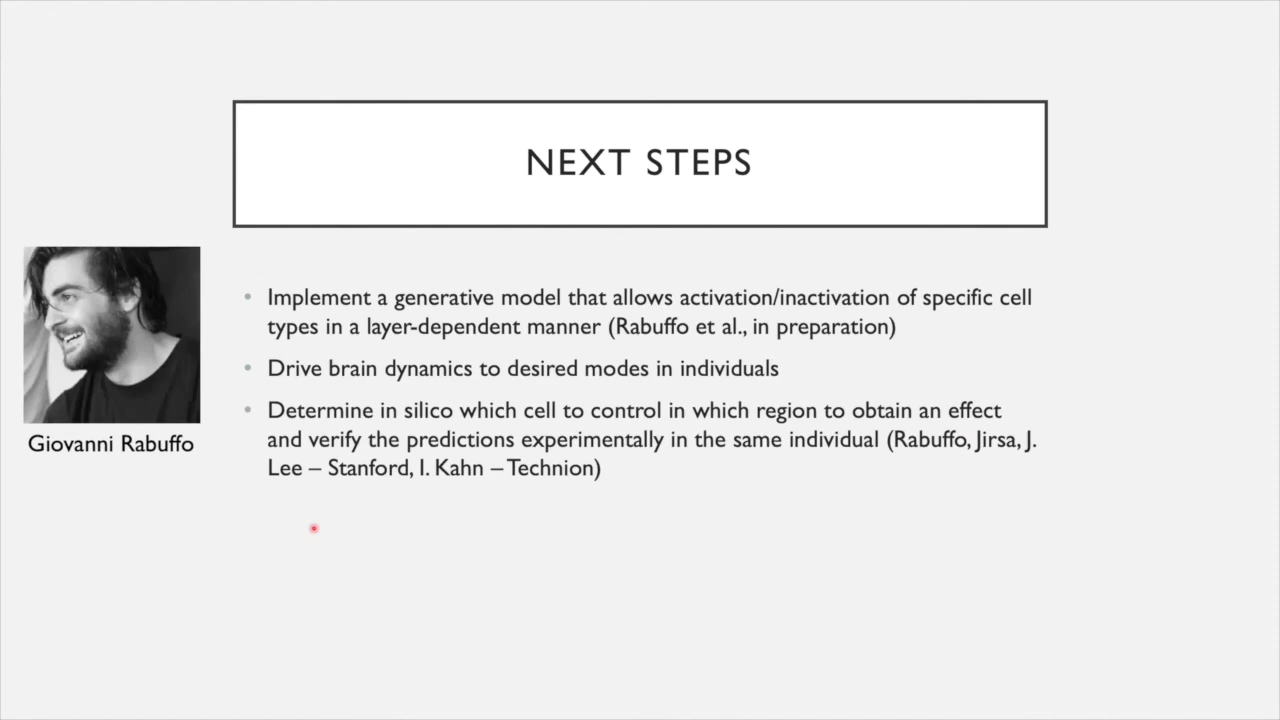 NEXT STEPS
Giovanni Rabuffo
• Implement a generative model that allows activation/inactivation of specific cell
types in a layer-dependent manner (Rabuffo et al., in preparation)
• Drive brain dynamics to desired modes in individuals
• Determine in silico which cell to control in which region to obtain an effect
and verify the predictions experimentally in the same individual (Rabuffo, Jirsa, J.
Lee – Stanford, I. Kahn – Technion)